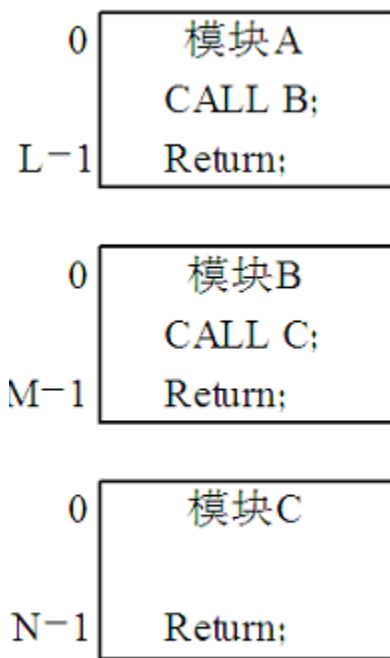 0 模块A
CALL B;
L-1 Return;
0 模块B
CALL C;
M-1 Return;
0 模块C
N-1 Return;